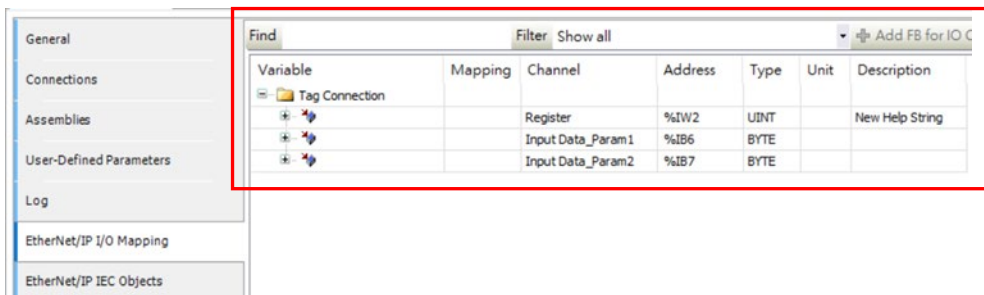 General
Connections
Assemblies
User-Defined Parameters
Log
EtherNet/IP I/O Mapping
EtherNet/IP IEC Objects
Find Filter Show all Add FB for IO C
Variable Mapping Channel Address Type Unit Description
Tag Connection
Register %IW2 UINT New Help String
Input Data_Param1 %IB6 BYTE
Input Data_Param2 %IB7 BYTE